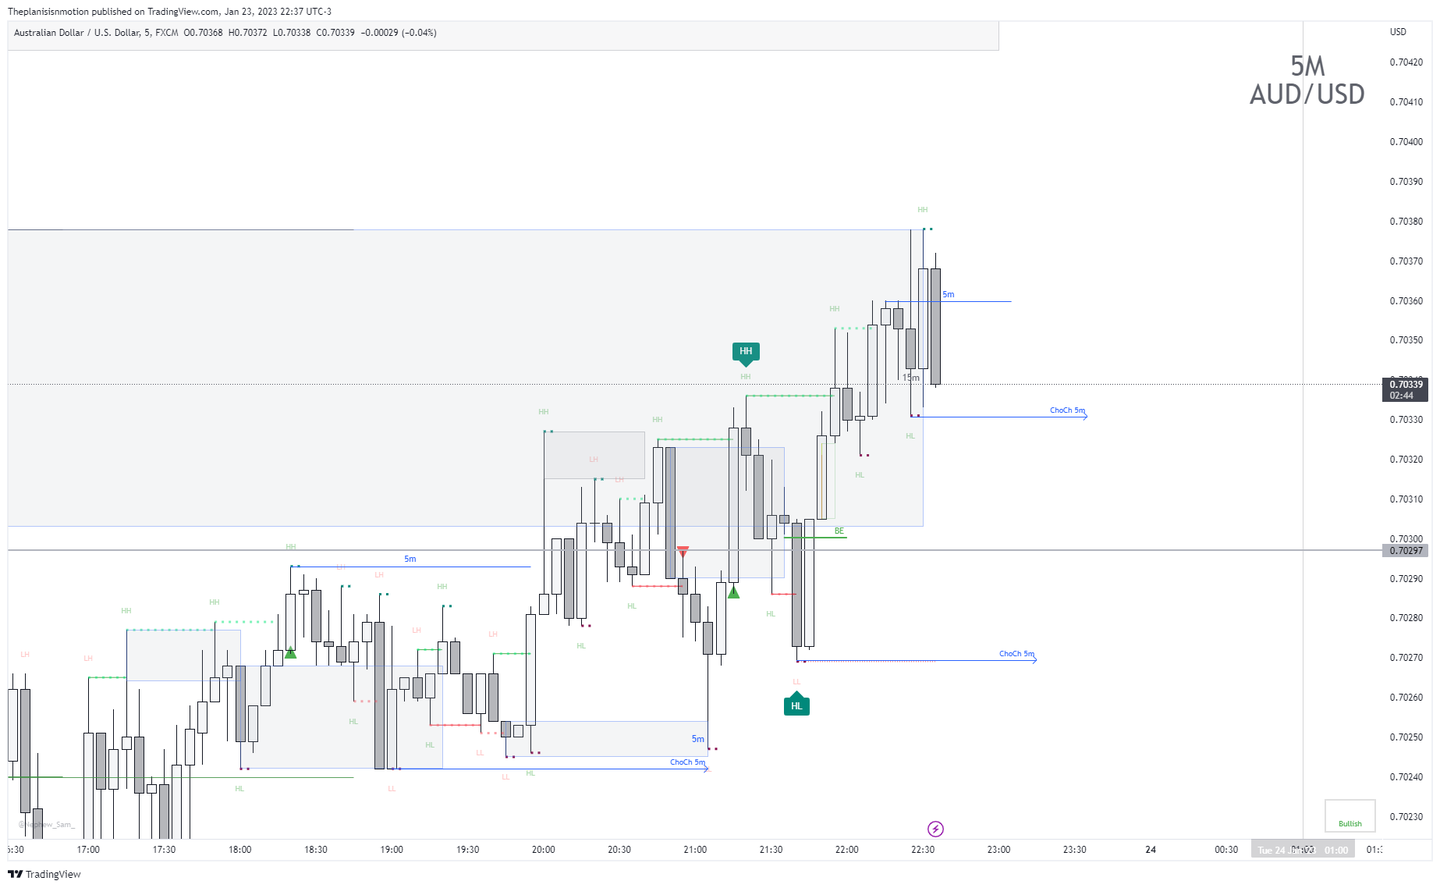 Theplanisinmotion published on TradingView.com, Jan 23, 2023 22:37 UTC-3
Australian Dollar / U.S. Dollar, 5, FXCM O0.70368 H0.70372 L0.70338 C0.70339 −0.00029 (−0.04%)
USD
5M
AUD/USD
0.70420
0.70410
0.70400
0.70390
0.70380
0.70370
0.70360
0.70350
0.70339
02:44
0.70330
0.70320
0.70310
0.70300
0.70297
0.70290
0.70280
0.70270
0.70260
0.70250
0.70240
0.70230
HH
5m
HH
HH
HH
15m
ChoCh 5m
HL
HH
HH
LH
LH
HL
BE
HH
5m
LH
LH
HH
HH
HH
HL
HL
HL
LH
LH
LH
LH
ChoCh 5m
LL
HL
HL
HL
5m
LL
ChoCh 5m
LL
HL
HL
LL
@Nephew_Sam_
Bullish
17:00
17:30
18:00
18:30
19:00
19:30
20:00
20:30
21:00
21:30
22:00
22:30
23:00
23:30
24
00:30
Tue 24 Jan '23 01:00
TradingView